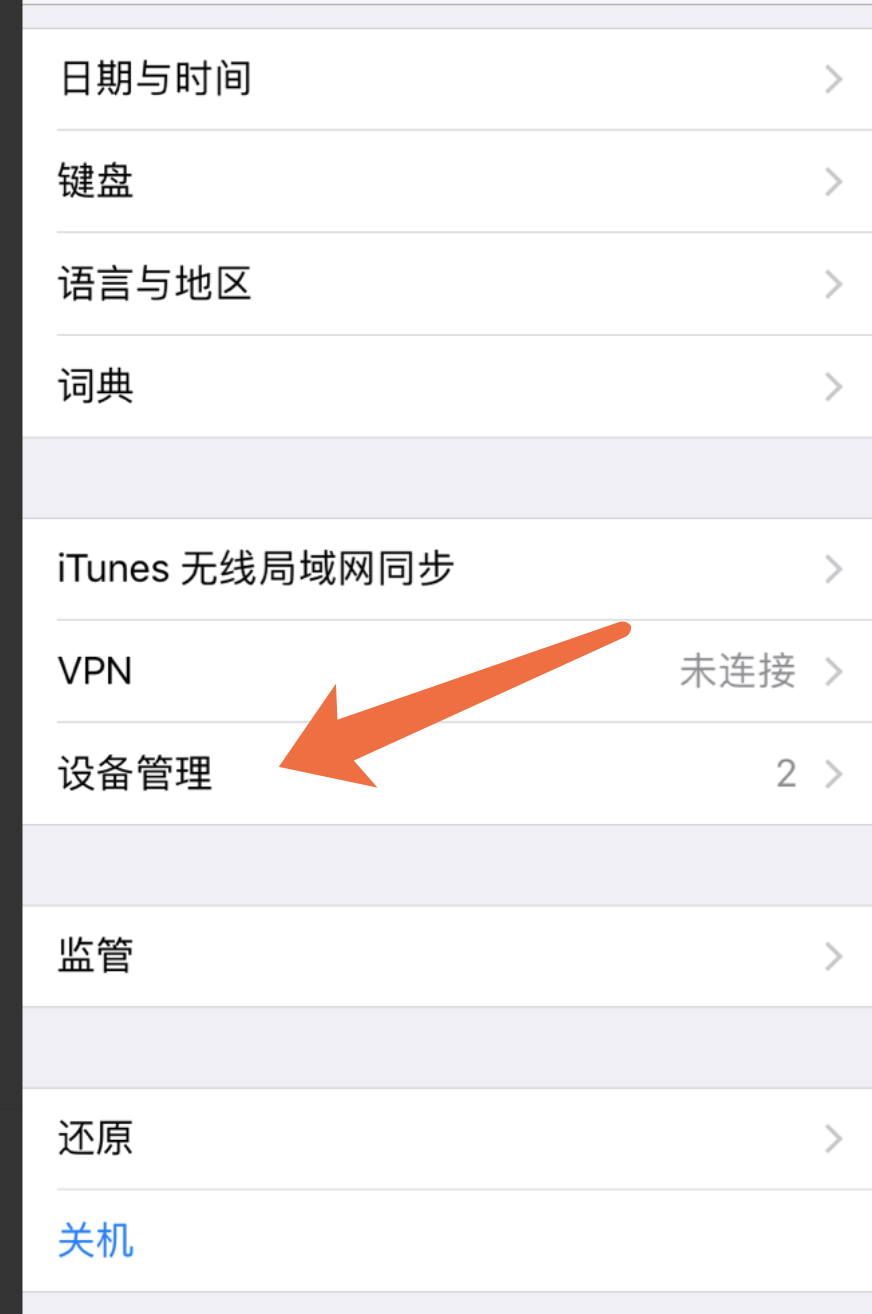 日期与时间
键盘
语言与地区
词典
iTunes 无线局域网同步
VPN 未连接
设备管理 2
监管
还原
关机